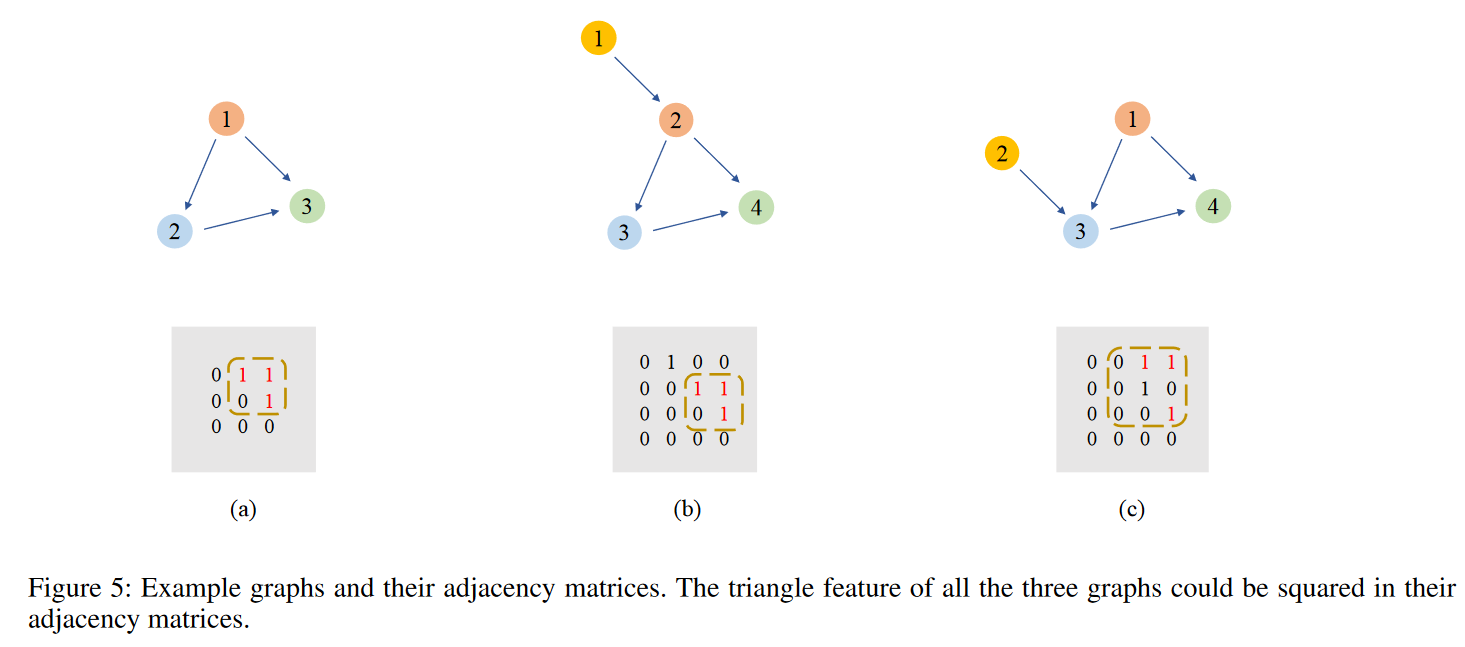 1
1
2
1
2
2
3
3
4
4
3
0 1 1
0 0 1
0 0 0
0 1 0 0
0 0 1 1
0 0 0 1
0 0 0 0
0 0 1 1
0 0 1 0
0 0 0 1
0 0 0 0
(a)
(b)
(c)
Figure 5: Example graphs and their adjacency matrices. The triangle feature of all the three graphs could be squared in their
adjacency matrices.